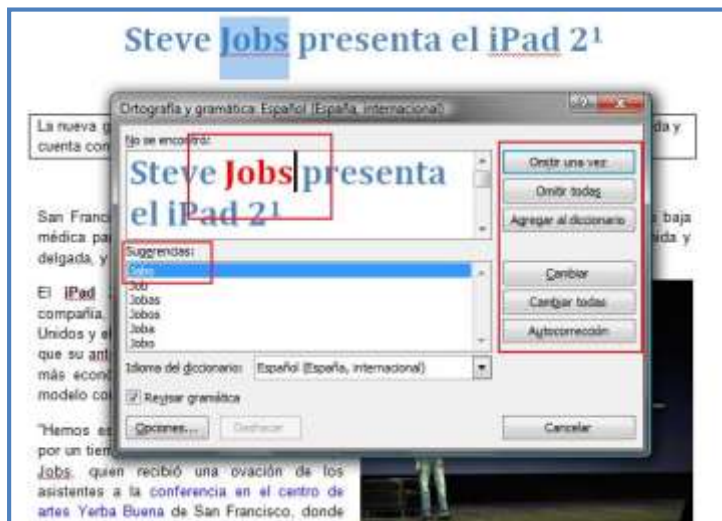 Steve Jobs presenta el iPad 2¹
Ortografía y gramática: Español (España, internacional)
La nueva g
da y
cuenta con
No se encontró:
Steve Jobs presenta
el iPad 2¹
Omitir una vez
Omitir todas
Agregar al diccionario
San Franc
baja
médica pa
ida y
delgada, y
Sugerencias:
Job
Jobas
Jobos
Joba
Jobo
Cambiar
Cambiar todas
Autocorrección
El iPad
compañía,
Unidos y e
que su ant
más econó
modelo co
Idioma del diccionario: Español (España, internacional)
Revisar gramática
Opciones...
Deshacer
Cancelar
"Hemos es
por un tiem
Jobs, quien recibió una ovación de los
asistentes a la conferencia en el centro de
artes Yerba Buena de San Francisco, donde